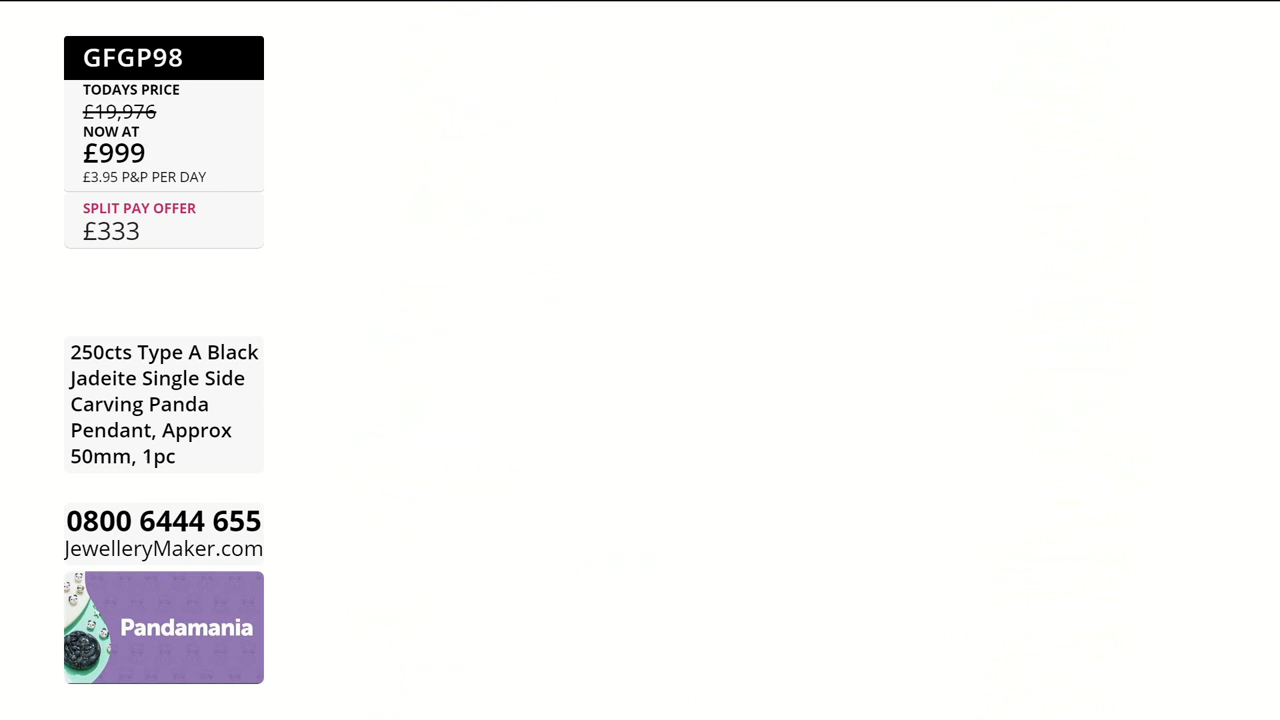 GFGP98
TODAYS PRICE
£19,976
NOW AT
£999
£3.95 P&P PER DAY
SPLIT PAY OFFER
£333
250cts Type A Black
Jadeite Single Side
Carving Panda
Pendant, Approx
50mm, 1pc
0800 6444 655
JewelleryMaker.com
Pandamania